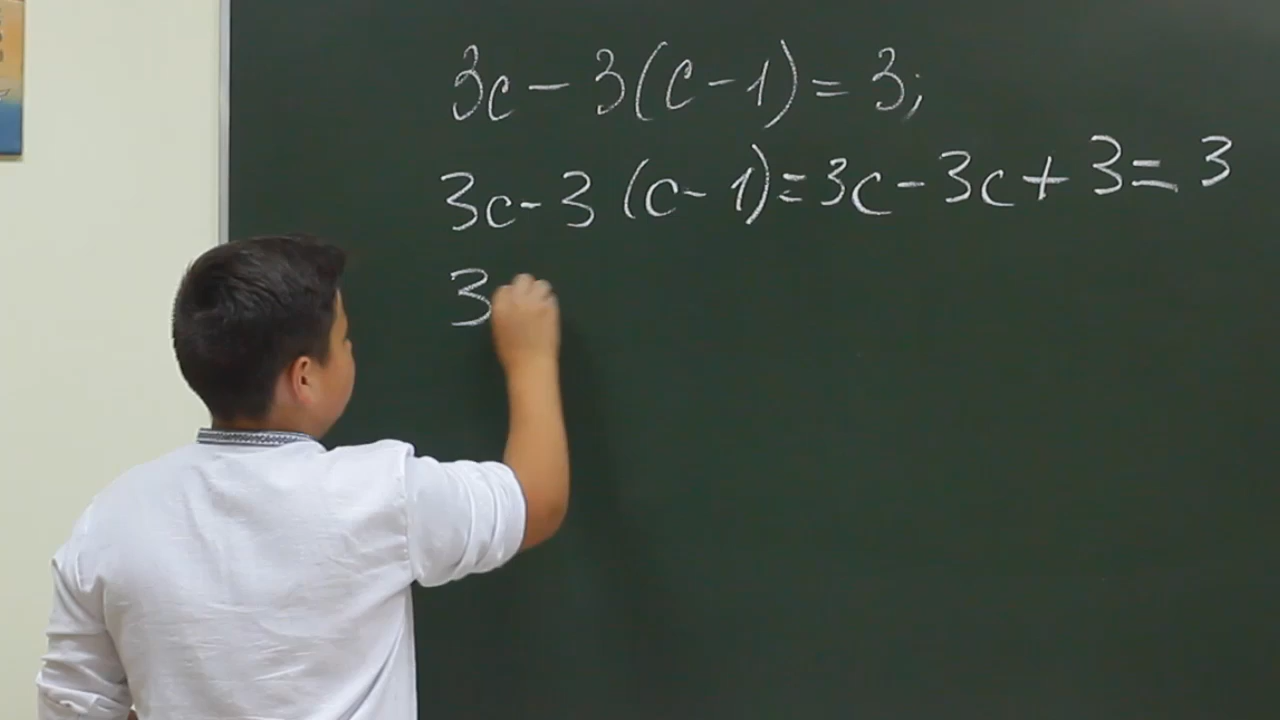 3c - 3(c - 1) = 3;
3c - 3 (c - 1) = 3c - 3c + 3 = 3
3